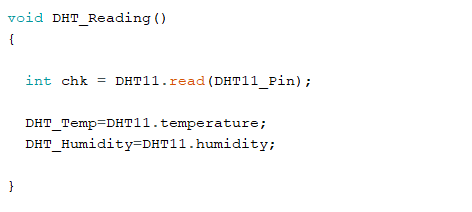 void DHT_Reading()
{
int chk = DHT11.read(DHT11_Pin);
DHT_Temp=DHT11.temperature;
DHT_Humidity=DHT11.humidity;
}